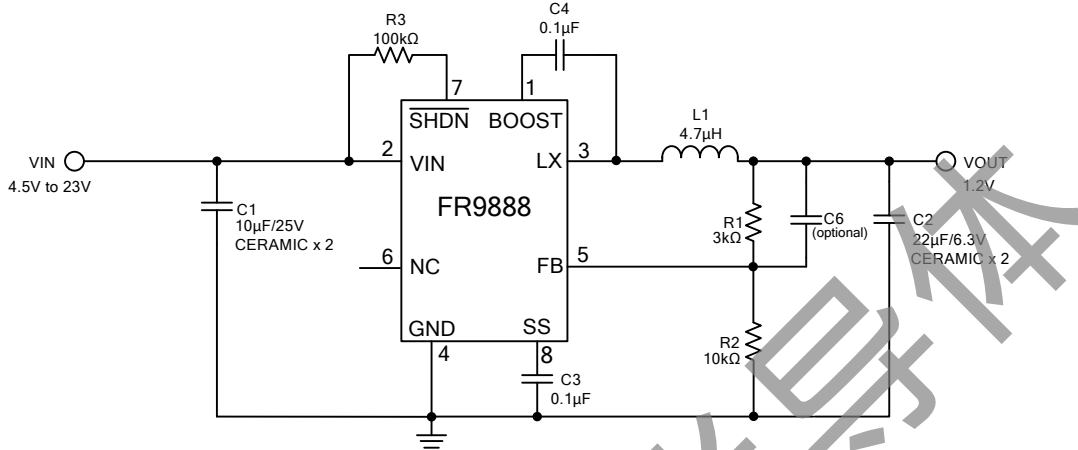 C4
0.1µF
R3
100kΩ
7
1
SHDN
BOOST
L1
4.7µH
VIN
4.5V to 23V
2
VIN
LX
3
VOUT
1.2V
FR9888
C1
10µF/25V
CERAMIC x 2
R1
3kΩ
C6
(optional)
C2
22µF/6.3V
CERAMIC x 2
6
NC
FB
5
GND
SS
4
8
R2
10kΩ
C3
0.1µF
导体